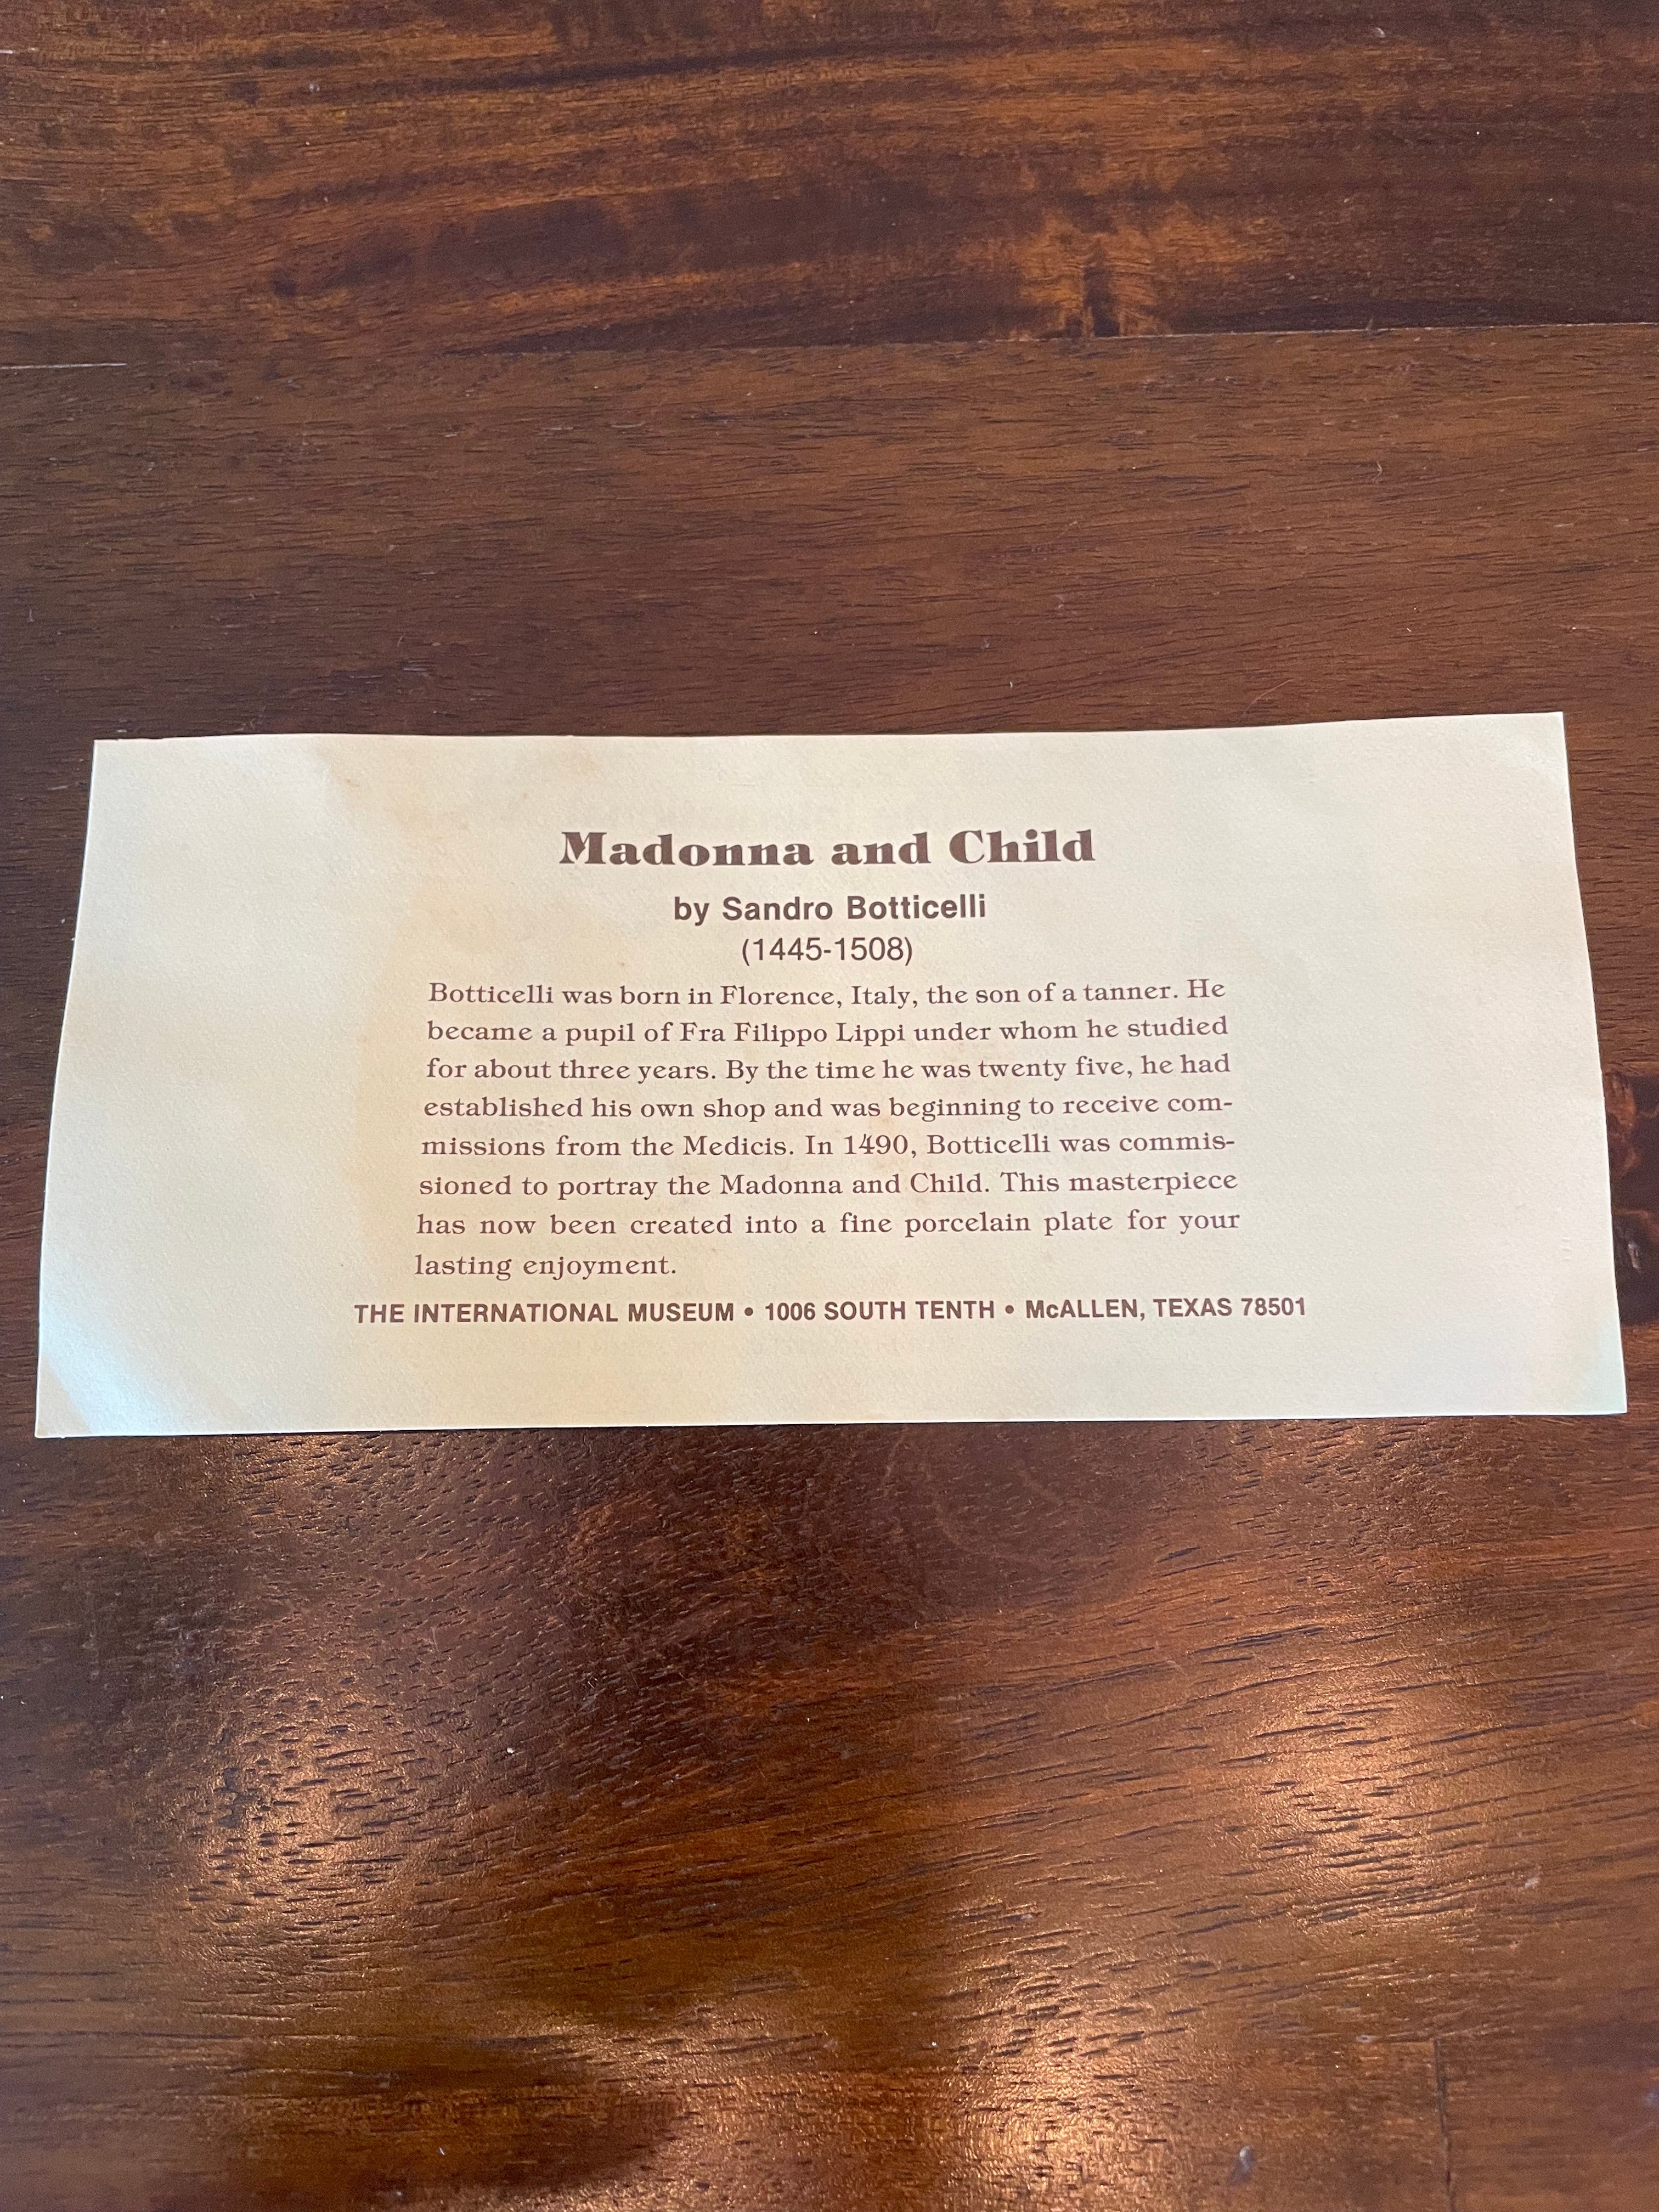 Madonna and Child
by Sandro Botticelli
(1445-1508)
Botticelli was born in Florence, Italy, the son of a tanner. He
became a pupil of Fra Filippo Lippi under whom he studied
for about three years. By the time he was twenty five, he had
established his own shop and was beginning to receive com-
missions from the Medicis. In 1490, Botticelli was commis-
sioned to portray the Madonna and Child. This masterpiece
has now been created into a fine porcelain plate for your
lasting enjoyment.
THE INTERNATIONAL MUSEUM • 1006 SOUTH TENTH • McALLEN, TEXAS 78501